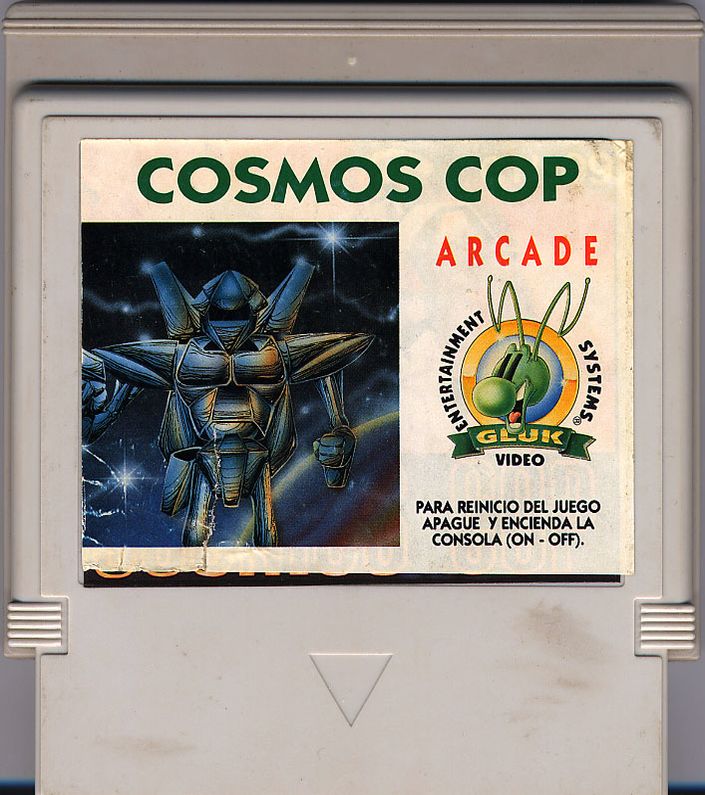 COSMOS COP
ARCADE
ENTERTAINMENT
SYSTEMS
®
GLUK
VIDEO
PARA REINICIO DEL JUEGO
APAGUE Y ENCIENDA LA
CONSOLA (ON - OFF).